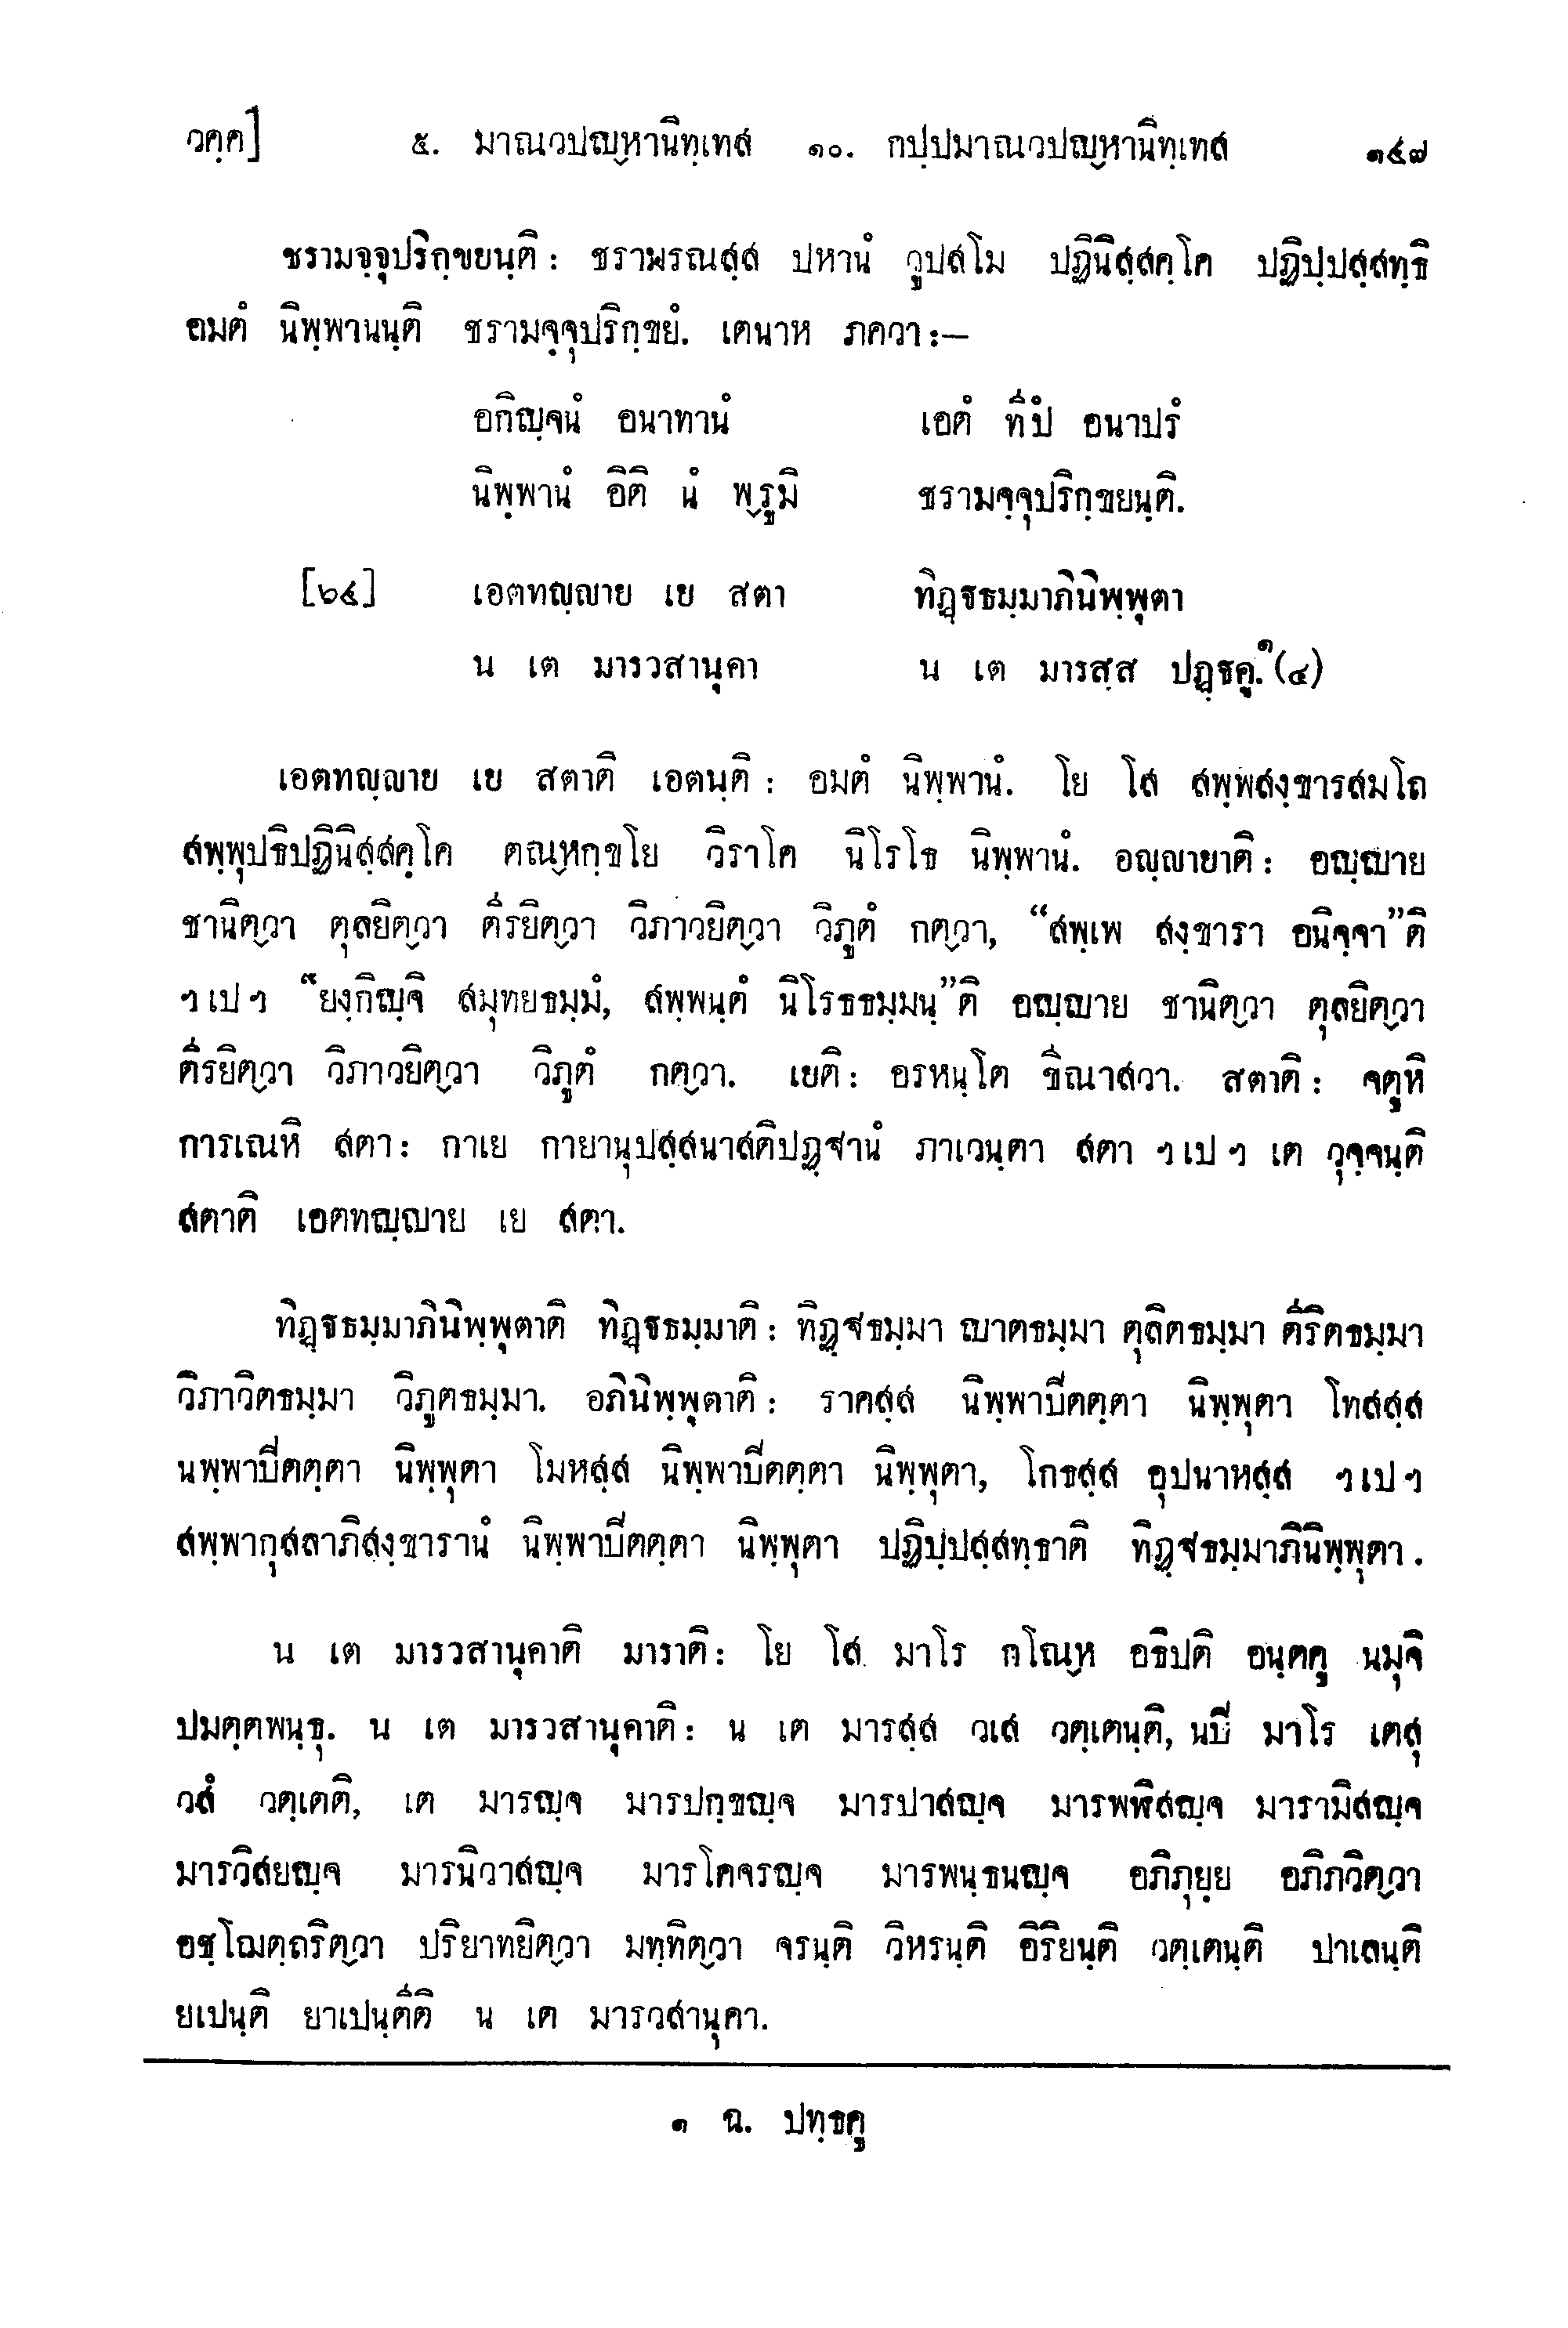 วคฺค] ๕. มาณวปญฺหานิทฺเทส ๑๐. กปฺปมาณวปญฺหานิทฺเทส ๑๔๗
ชรามจฺจุปริกฺขยนฺติ: ชรามรณสฺส ปหานํ วูปสโม ปฏินิสฺสคฺโค ปฏิปฺปสฺสทฺธิ
อมตํ นิพฺพานนฺติ ชรามจฺจุปริกฺขยํ. เตนาห ภควา:–
อกิญฺจนํ อนาทานํ เอตํ ทีปํ อนาปรํ
นิพฺพานํ อิติ นํ พฺรูมิ ชรามจฺจุปริกฺขยนฺติ.
[๖๔] เอตทญฺญาย เย สตา ทิฏฺฐธมฺมาภินิพฺพุตา
น เต มารวสานุคา น เต มารสฺส ปฏฺฐคู.๑ (๔)
เอตทญฺญาย เย สตาติ เอตนฺติ: อมตํ นิพฺพานํ. โย โส สพฺพสงฺขารสมโถ
สพฺพุปธิปฏินิสฺสคฺโค ตณฺหกฺขโย วิราโค นิโรโธ นิพฺพานํ. อญฺญายาติ: อญฺญาย
ชานิตฺวา ตุลยิตฺวา ตีรยิตฺวา วิภาวยิตฺวา วิภูตํ กตฺวา, “สพฺเพ สงฺขารา อนิจฺจา”ติ
ฯเปฯ “ยงฺกิญฺจิ สมุทยธมฺมํ, สพฺพนฺตํ นิโรธธมฺมนฺ”ติ อญฺญาย ชานิตฺวา ตุลยิตฺวา
ตีรยิตฺวา วิภาวยิตฺวา วิภูตํ กตฺวา. เยติ: อรหนฺโต ขีณาสวา. สตาติ: จตูหิ
การเณหิ สตา: กาเย กายานุปสฺสนาสติปฏฺฐานํ ภาเวนฺตา สตา ฯเปฯ เต วุจฺจนฺติ
สตาติ เอตทญฺญาย เย สตา.
ทิฏฺฐธมฺมาภินิพฺพุตาติ ทิฏฺฐธมฺมาติ: ทิฏฺฐธมฺมา ญาตธมฺมา ตุลิตธมฺมา ตีริตธมฺมา
วิภาวิตธมฺมา วิภูตธมฺมา. อภินิพฺพุตาติ: ราคสฺส นิพฺพาปิตตฺตา นิพฺพุตา โทสสฺส
นพฺพาปีตตฺตา นิพฺพุตา โมหสฺส นิพฺพาปิตตฺตา นิพฺพุตา, โกธสฺส อุปนาหสฺส ฯเปฯ
สพฺพากุสลาภิสงฺขารานํ นิพฺพาปิตตฺตา นิพฺพุตา ปฏิปฺปสฺสทฺธาติ ทิฏฺฐธมฺมาภินิพฺพุตา.
น เต มารวสานุคาติ มาราติ: โย โส มาโร กโณฺห อธิปติ อนฺตคู นมุจิ
ปมตฺตพนฺธุ. น เต มารวสานุคาติ: น เต มารสฺส วเส วตฺเตนฺติ, นปิ มาโร เตสุ
วสํ วตฺเตติ, เต มารญฺจ มารปกฺขญฺจ มารปาสญฺจ มารพฬิสญฺจ มารามิสญฺจ
มารวิสยญฺจ มารนิวาสญฺจ มารโคจรญฺจ มารพนฺธนญฺจ อภิภุยฺย อภิภวิตฺวา
อชฺโฌตฺถริตฺวา ปริยาทยิตฺวา มทฺทิตฺวา จรนฺติ วิหรนฺติ อิริยนฺติ วตฺเตนฺติ ปาเลนฺติ
ยเปนฺติ ยาเปนฺตีติ น เต มารวสานุคา.
๑ ฉ. ปทฺธคู